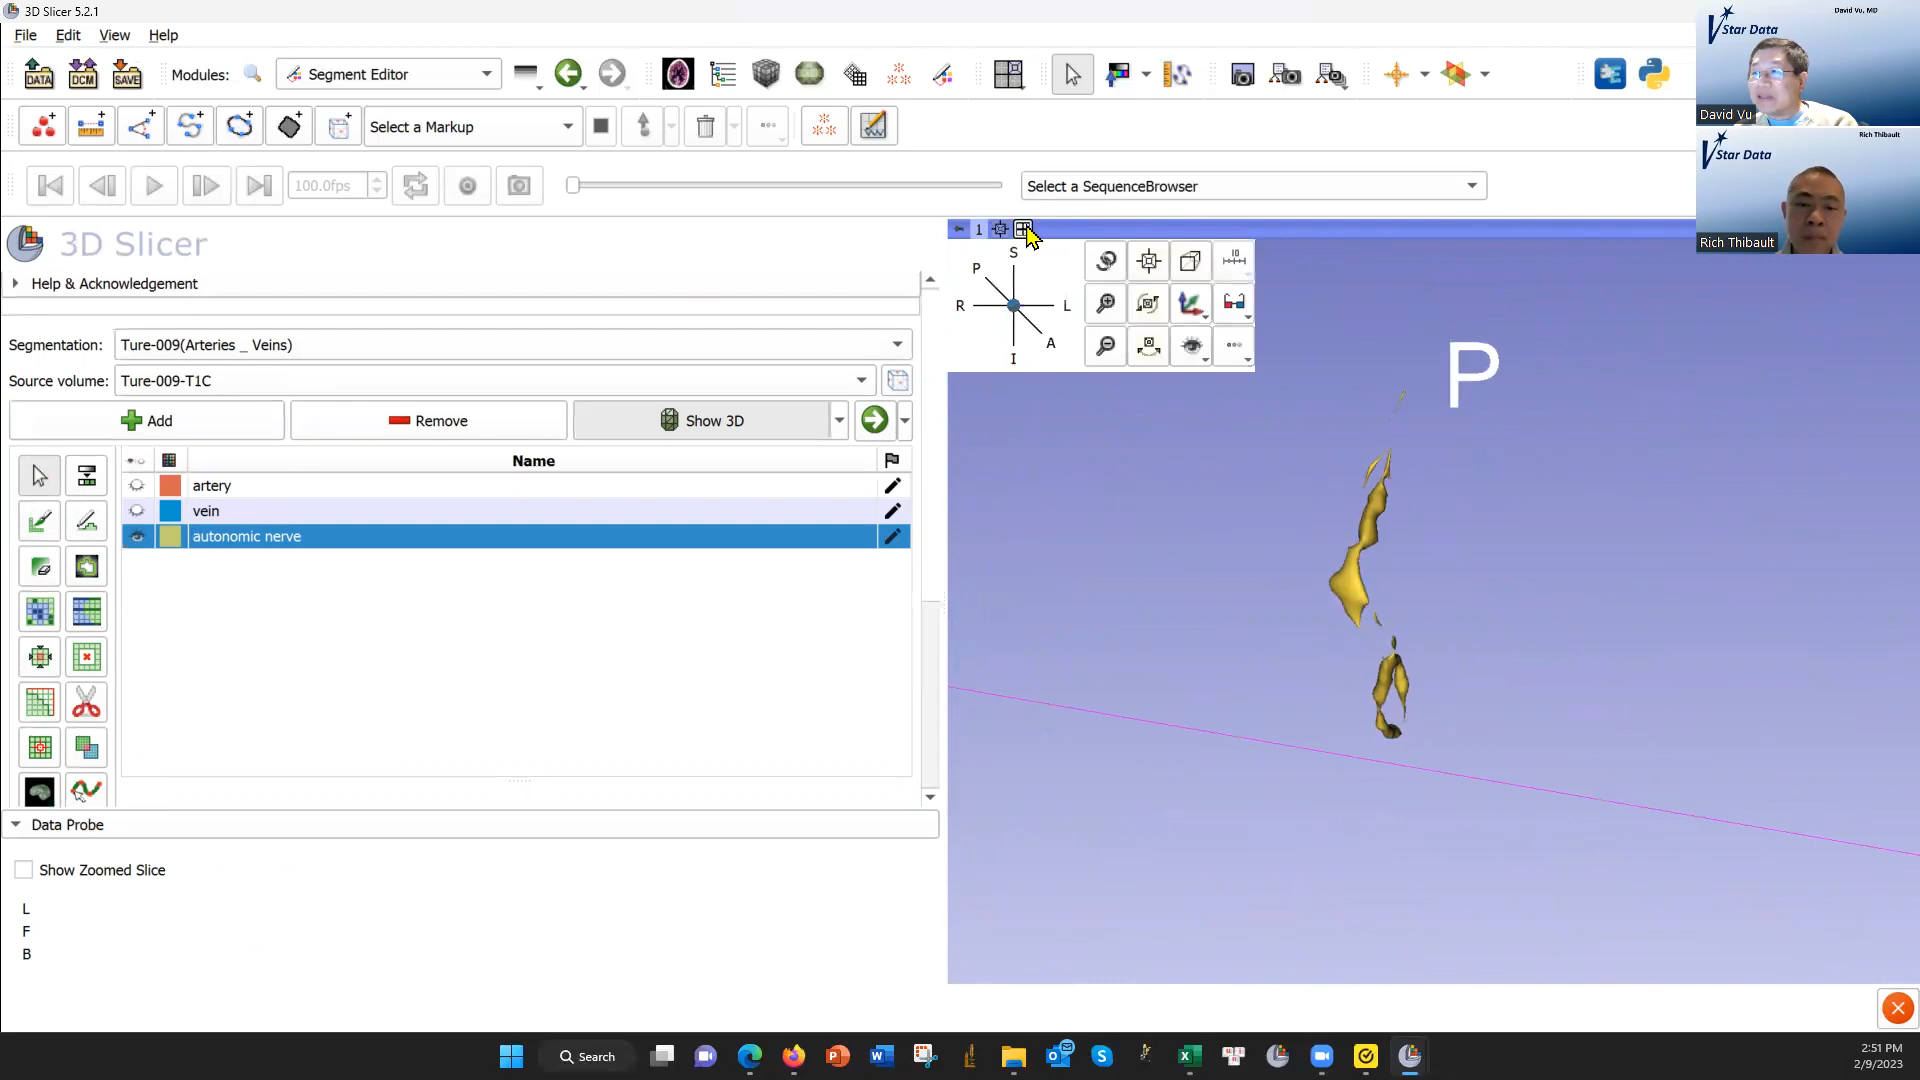 3D Slicer 5.2.1
File Edit View Help
DATA DCM SAVE Modules: Segment Editor
Select a Markup
100.0fps Select a SequenceBrowser
David Vu, MD
Star Data
David Vu
Rich Thibault
Star Data
Rich Thibault
3D Slicer
Help & Acknowledgement
Segmentation: Ture-009(Arteries _ Veins)
Source volume: Ture-009-T1C
Add Remove Show 3D
Name
artery
vein
autonomic nerve
1
S
P
R L
A
I
10
P
Data Probe
Show Zoomed Slice
L
F
B
Search
2:51 PM
2/9/2023